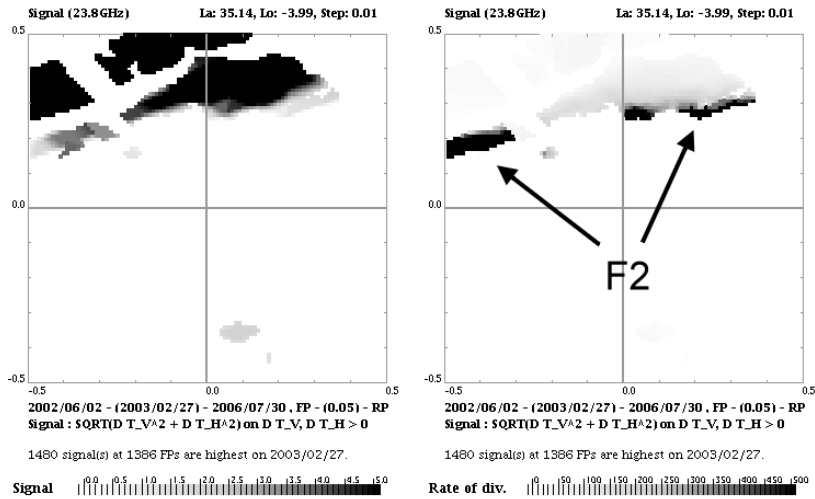 Signal (23.8GHz) La: 35.14, Lo: -3.99, Step: 0.01
0.5
0.0
-0.5
-0.5 0.0 0.5
2002/06/02 - (2003/02/27) - 2006/07/30 , FP - (0.05) - RP
Signal : SQRT(D T_V^2 + D T_H^2) on D T_V, D T_H > 0
1480 signal(s) at 1386 FPs are highest on 2003/02/27.
Signal 0.0 0.5 1.0 1.5 2.0 2.5 3.0 3.5 4.0 4.5 5.0
Signal (23.8GHz) La: 35.14, Lo: -3.99, Step: 0.01
0.5
0.0
F2
-0.5
-0.5 0.0 0.5
2002/06/02 - (2003/02/27) - 2006/07/30 , FP - (0.05) - RP
Signal : SQRT(D T_V^2 + D T_H^2) on D T_V, D T_H > 0
1480 signal(s) at 1386 FPs are highest on 2003/02/27.
Rate of div. 0 50 100 150 200 250 300 350 400 450 500